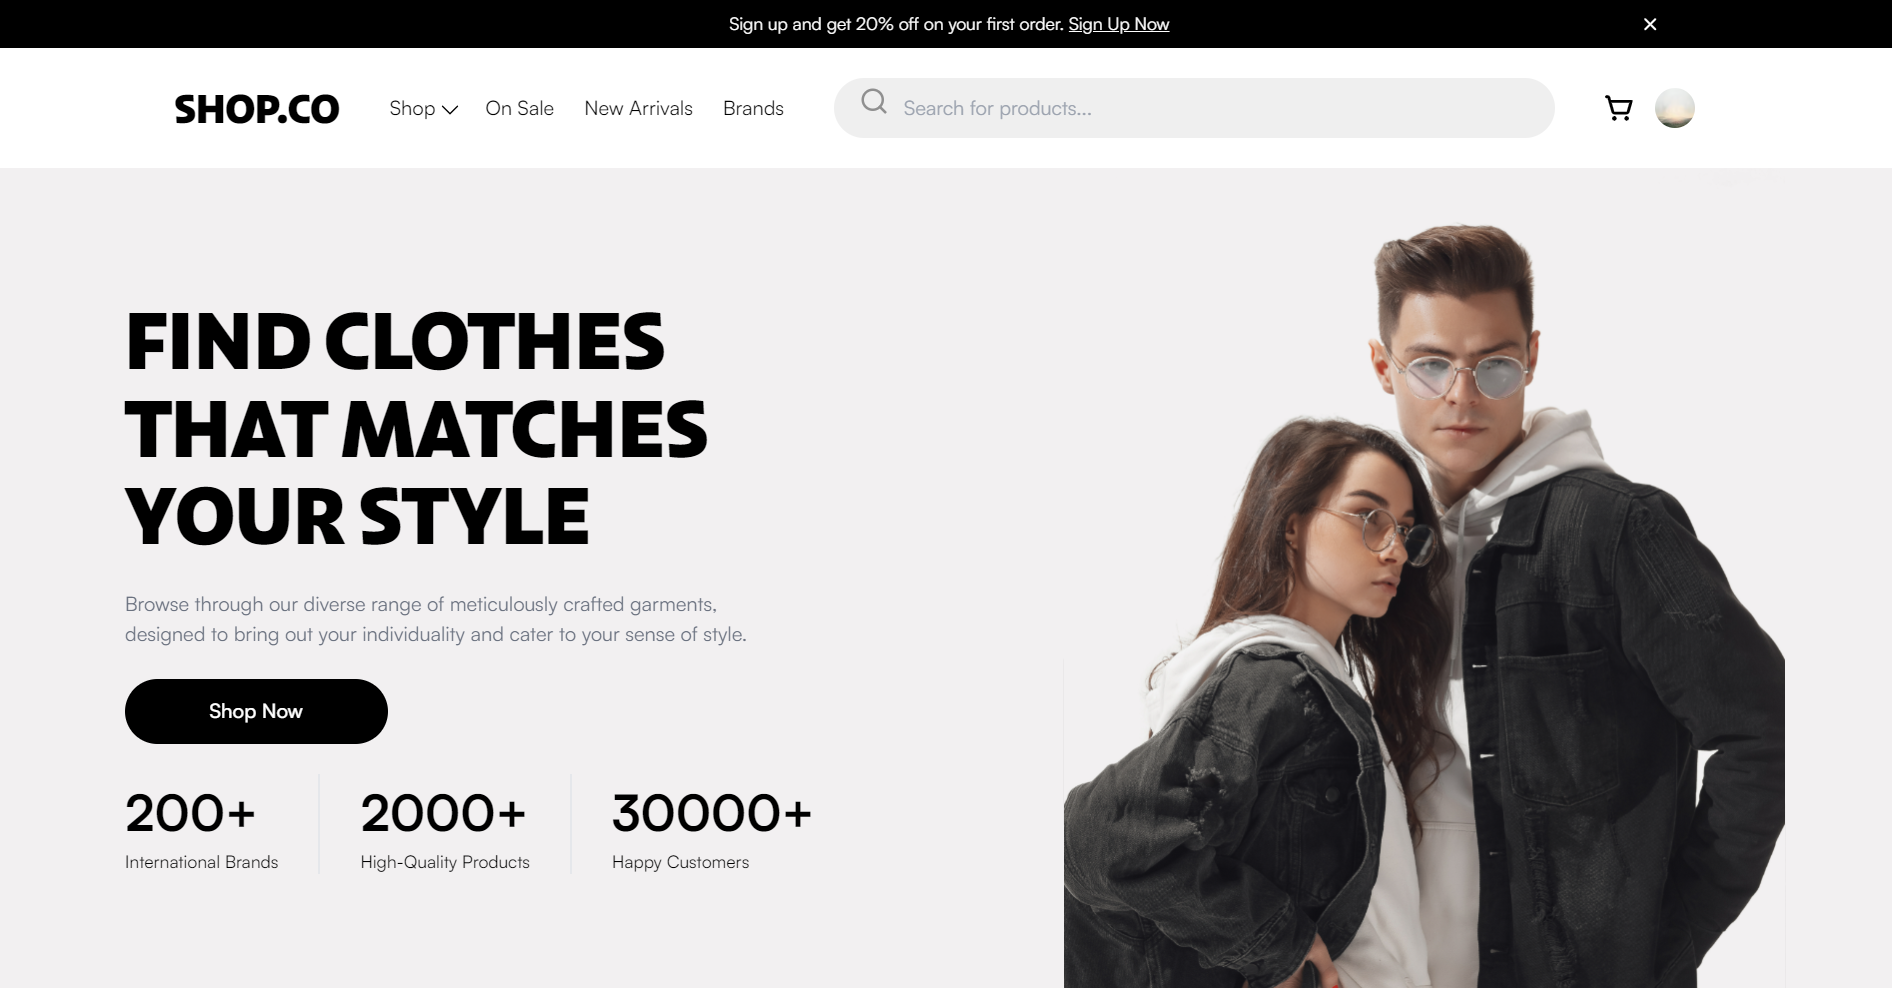 Sign up and get 20% off on your first order. Sign Up Now
SHOP.CO
Shop
On Sale
New Arrivals
Brands
Search for products...
FIND CLOTHES
THAT MATCHES
YOUR STYLE
Browse through our diverse range of meticulously crafted garments,
designed to bring out your individuality and cater to your sense of style.
Shop Now
200+
International Brands
2000+
High-Quality Products
30000+
Happy Customers